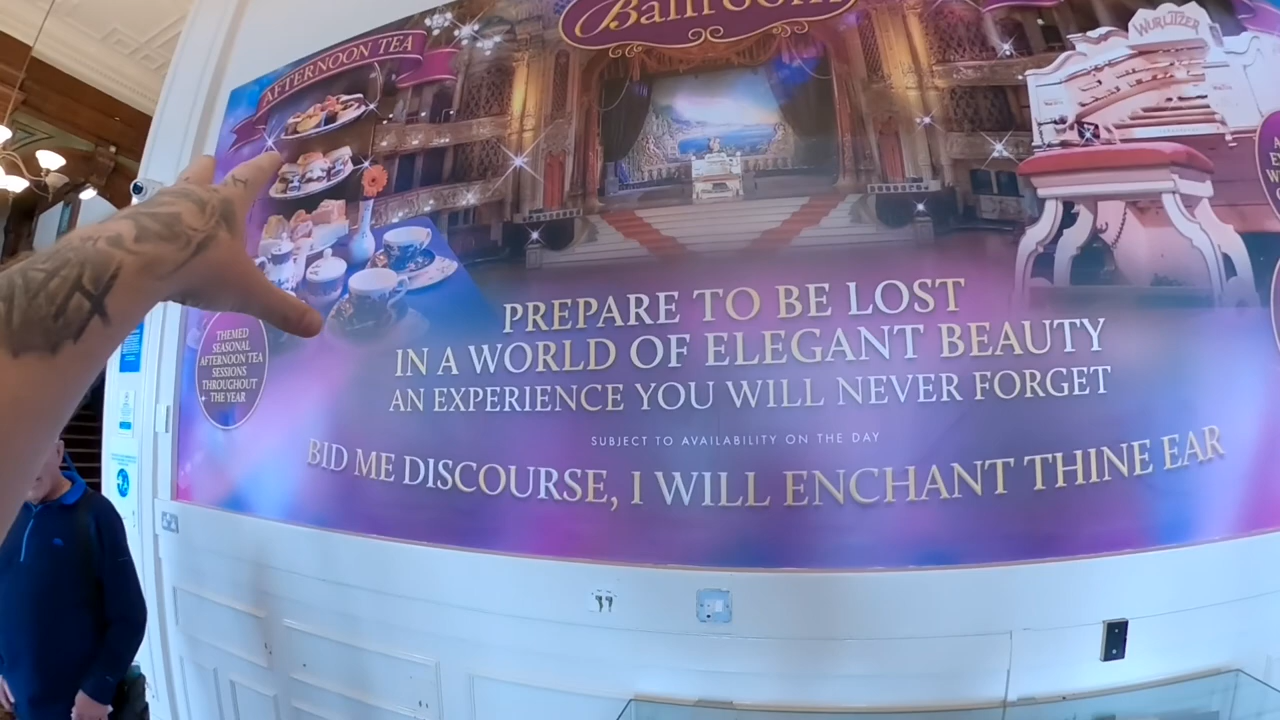 Ballroom
AFTERNOON TEA
WURLITZER
THEMED
SEASONAL
AFTERNOON TEA
SESSIONS
THROUGHOUT
THE YEAR
PREPARE TO BE LOST
IN A WORLD OF ELEGANT BEAUTY
AN EXPERIENCE YOU WILL NEVER FORGET
SUBJECT TO AVAILABILITY ON THE DAY
BID ME DISCOURSE, I WILL ENCHANT THINE EAR